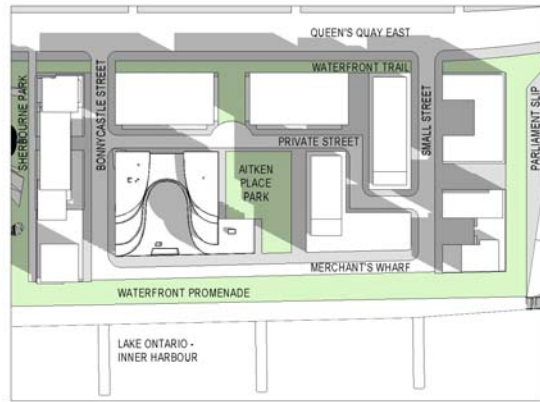 QUEEN'S QUAY EAST
WATERFRONT TRAIL
SHERBOURNE PARK
BONNYCASTLE STREET
PRIVATE STREET
SMALL STREET
PARLIAMENT SLIP
AITKEN
PLACE
PARK
MERCHANT'S WHARF
WATERFRONT PROMENADE
LAKE ONTARIO -
INNER HARBOUR